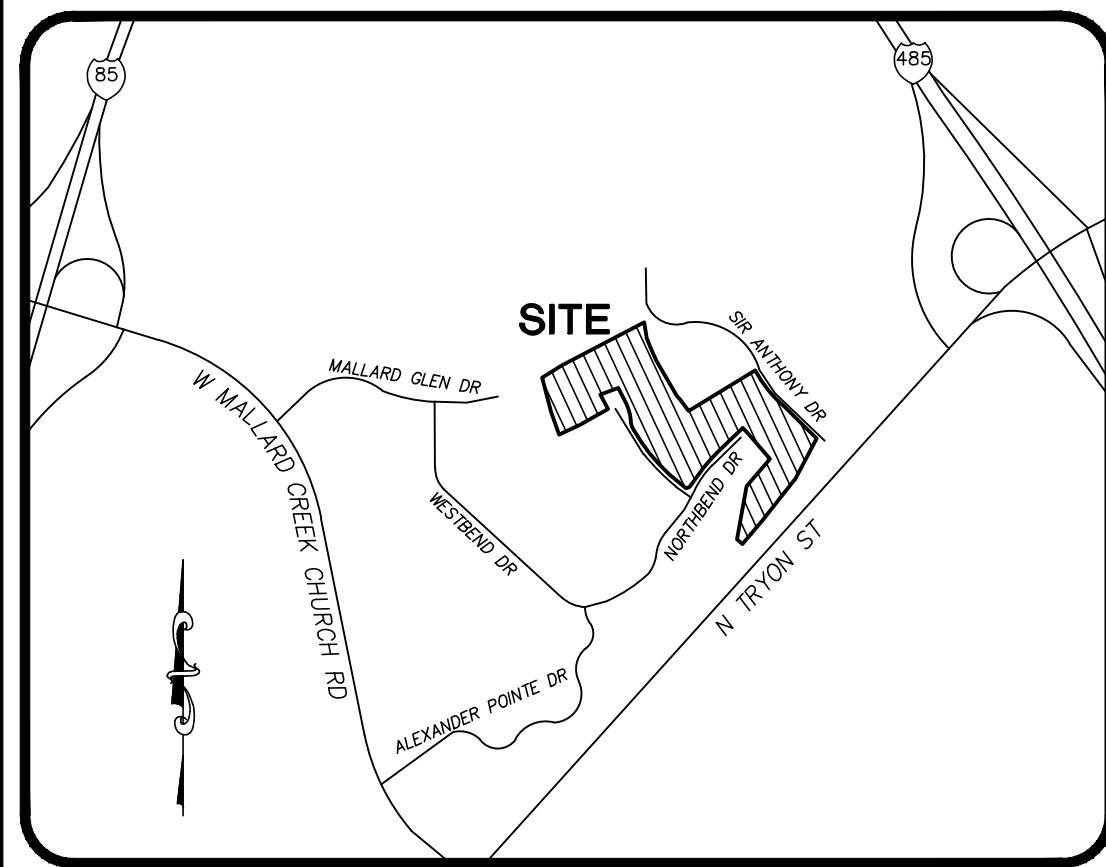 85
485
SITE
SIR ANTHONY DR
MALLARD GLEN DR
W MALLARD CREEK CHURCH RD
WESTBEND DR
NORTHBEND DR
N TRYON ST
ALEXANDER POINTE DR